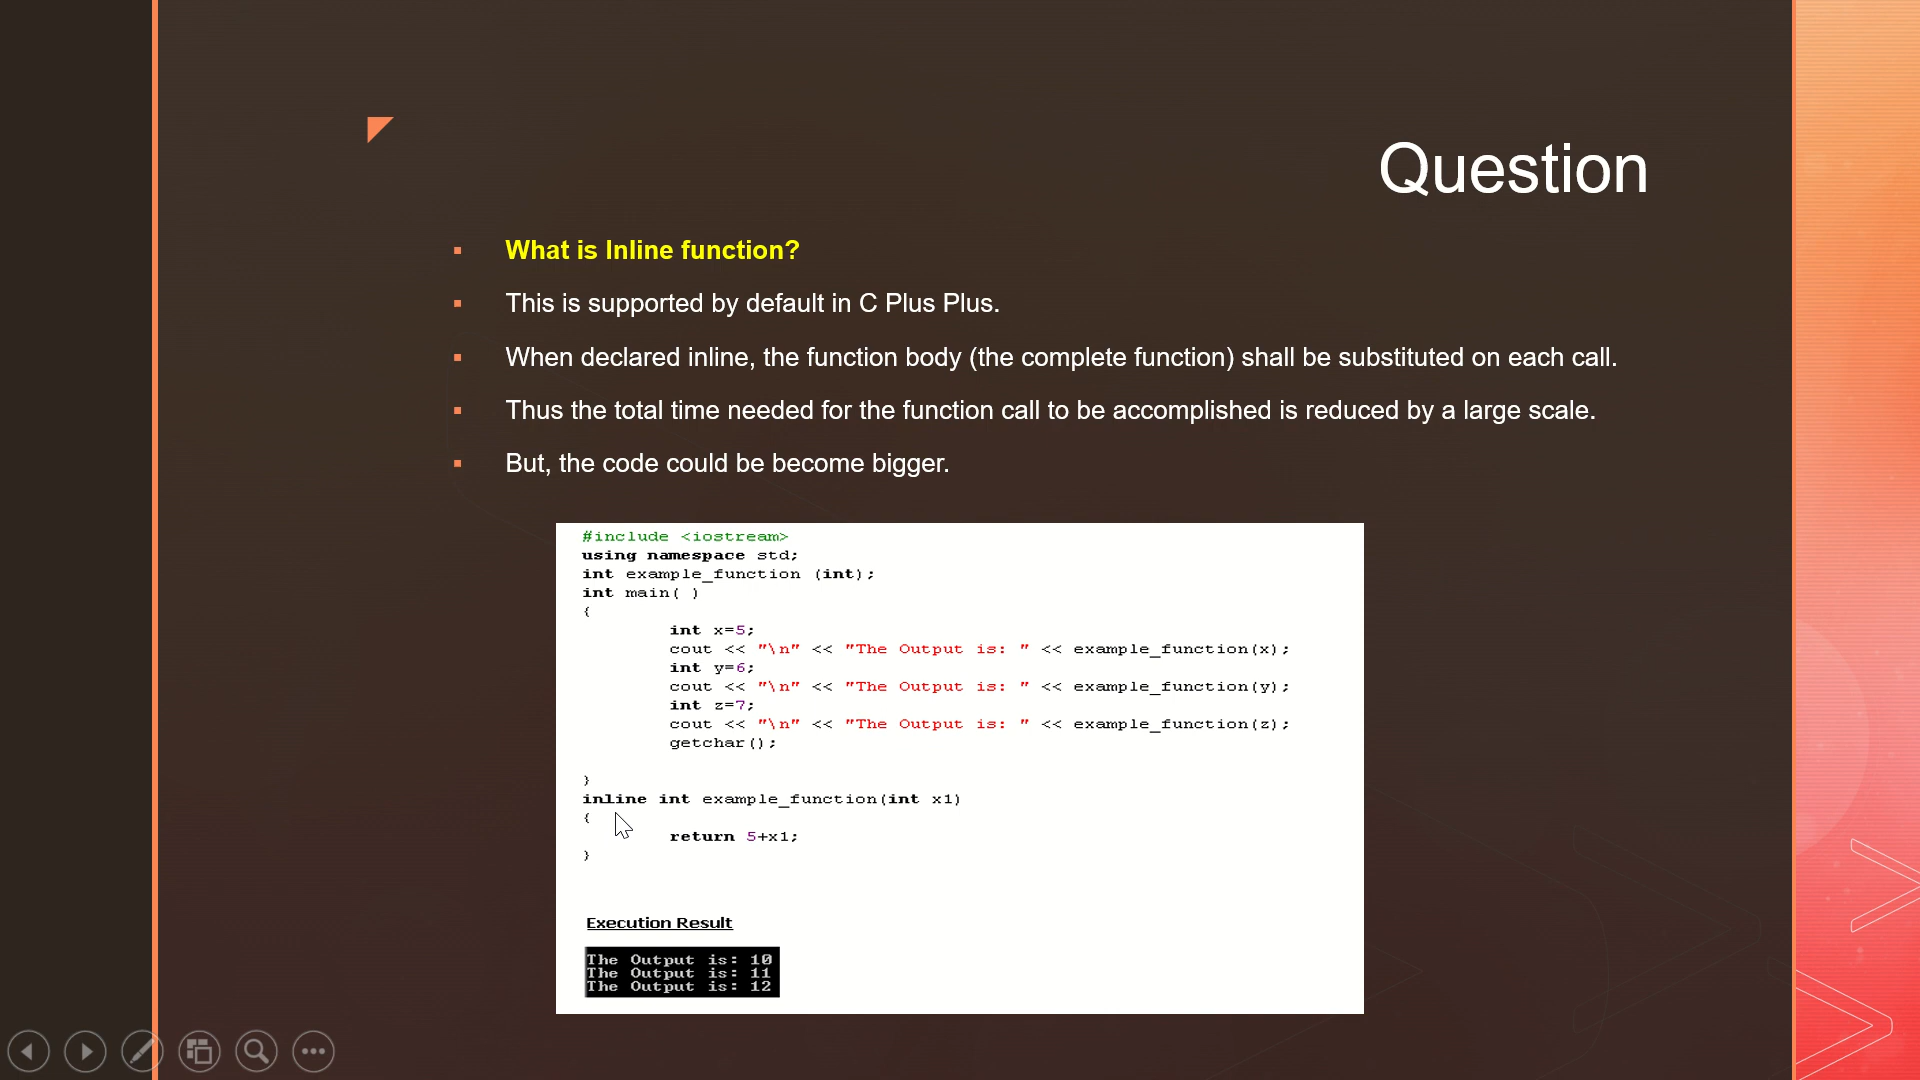 Question
What is Inline function?
This is supported by default in C Plus Plus.
When declared inline, the function body (the complete function) shall be substituted on each call.
Thus the total time needed for the function call to be accomplished is reduced by a large scale.
But, the code could be become bigger.
#include <iostream>
using namespace std;
int example_function (int);
int main( )
{
int x=5;
cout << "\n" << "The Output is: " << example_function(x);
int y=6;
cout << "\n" << "The Output is: " << example_function(y);
int z=7;
cout << "\n" << "The Output is: " << example_function(z);
getchar();
}
inline int example_function(int x1)
{
return 5+x1;
}
Execution Result
The Output is: 10
The Output is: 11
The Output is: 12